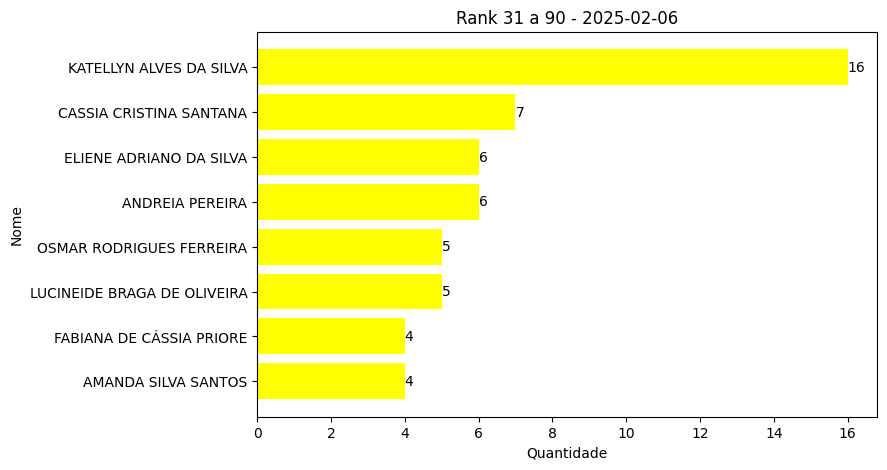 Rank 31 a 90 - 2025-02-06
KATELLYN ALVES DA SILVA 16
CASSIA CRISTINA SANTANA 7
ELIENE ADRIANO DA SILVA 6
ANDREIA PEREIRA 6
OSMAR RODRIGUES FERREIRA 5
LUCINEIDE BRAGA DE OLIVEIRA 5
FABIANA DE CÁSSIA PRIORE 4
AMANDA SILVA SANTOS 4
Nome
0 2 4 6 8 10 12 14 16
Quantidade